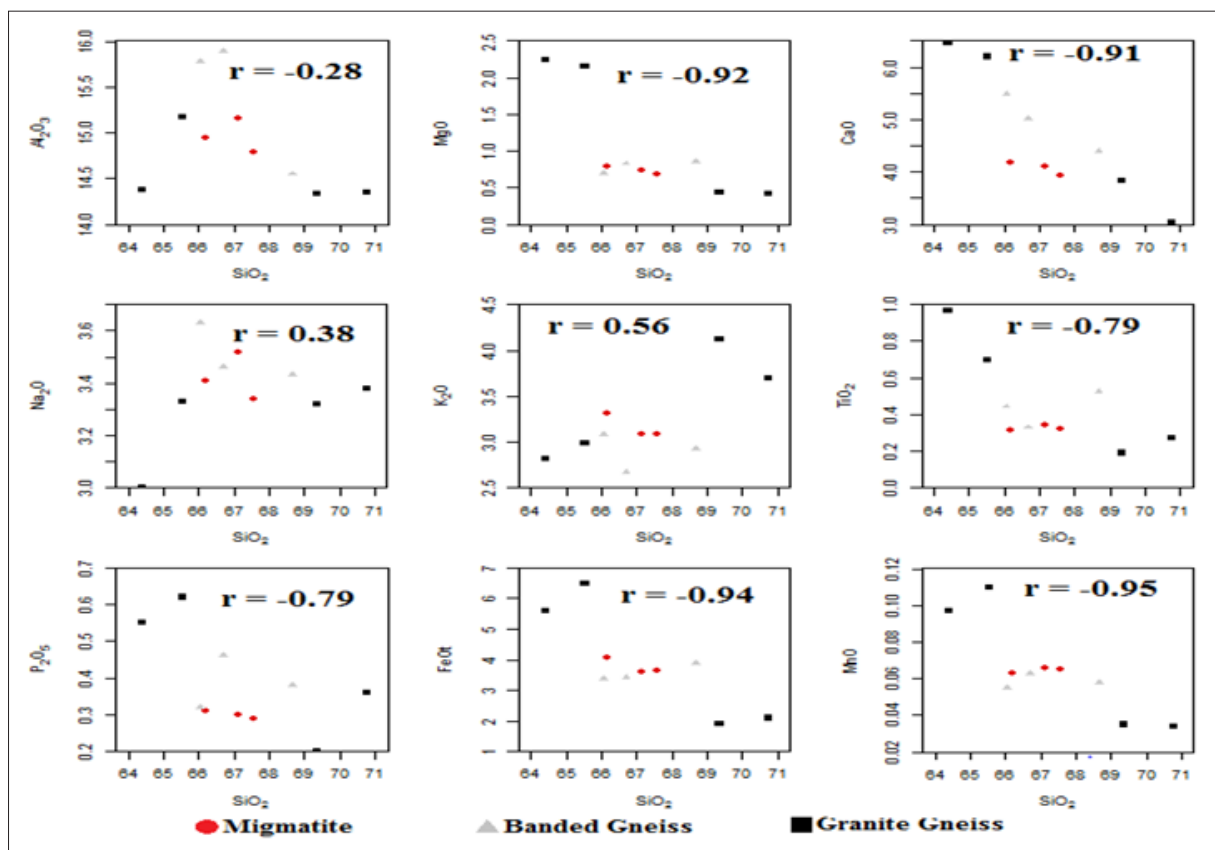 Al₂O₃
14.0 14.5 15.0 15.5 16.0
r = -0.28
64 65 66 67 68 69 70 71
SiO₂
MgO
0.0 0.5 1.0 1.5 2.0 2.5
r = -0.92
64 65 66 67 68 69 70 71
SiO₂
CaO
3.0 4.0 5.0 6.0
r = -0.91
64 65 66 67 68 69 70 71
SiO₂
Na₂O
3.0 3.2 3.4 3.6
r = 0.38
64 65 66 67 68 69 70 71
SiO₂
K₂O
2.5 3.0 3.5 4.0 4.5
r = 0.56
64 65 66 67 68 69 70 71
SiO₂
TiO₂
0.0 0.2 0.4 0.6 0.8 1.0
r = -0.79
64 65 66 67 68 69 70 71
SiO₂
P₂O₅
0.2 0.3 0.4 0.5 0.6 0.7
r = -0.79
64 65 66 67 68 69 70 71
SiO₂
FeOt
1 2 3 4 5 6 7
r = -0.94
64 65 66 67 68 69 70 71
SiO₂
MnO
0.02 0.04 0.06 0.08 0.10 0.12
r = -0.95
64 65 66 67 68 69 70 71
SiO₂
Migmatite Banded Gneiss Granite Gneiss